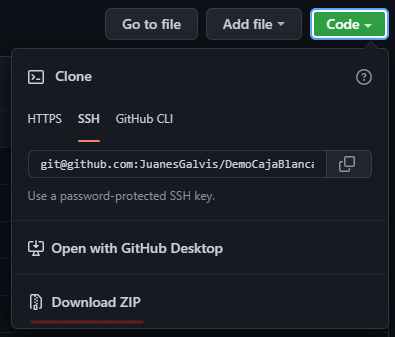 Go to file Add file Code
Clone
HTTPS SSH GitHub CLI
git@github.com:JuanesGalvis/DemoCajaBlanca
Use a password-protected SSH key.
Open with GitHub Desktop
Download ZIP